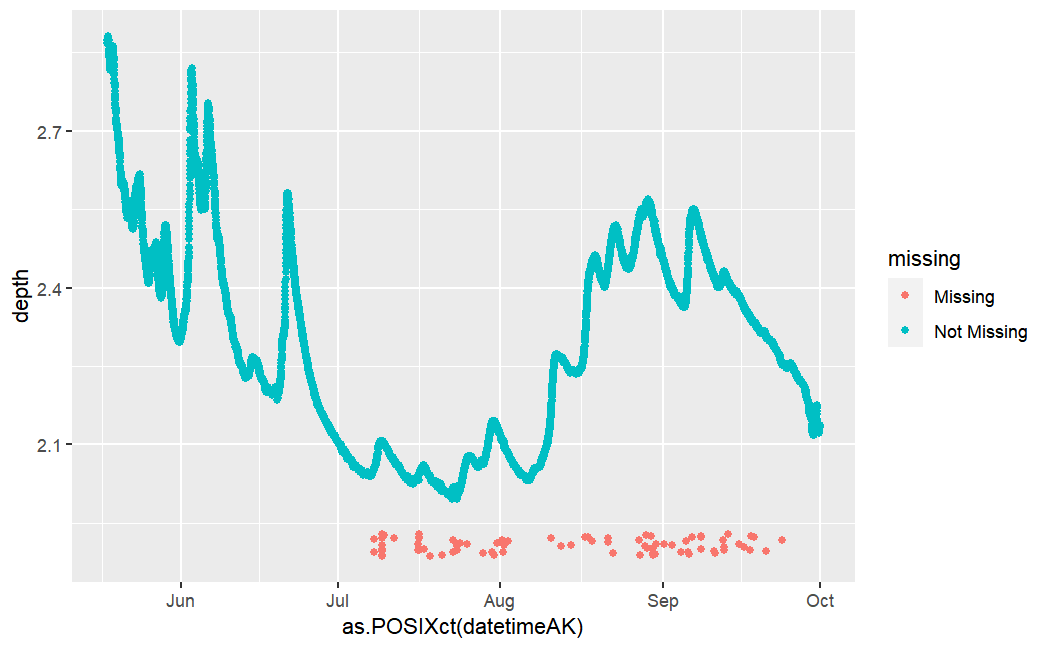 depth
2.7
2.4
2.1
Jun
Jul
Aug
Sep
Oct
as.POSIXct(datetimeAK)
missing
Missing
Not Missing